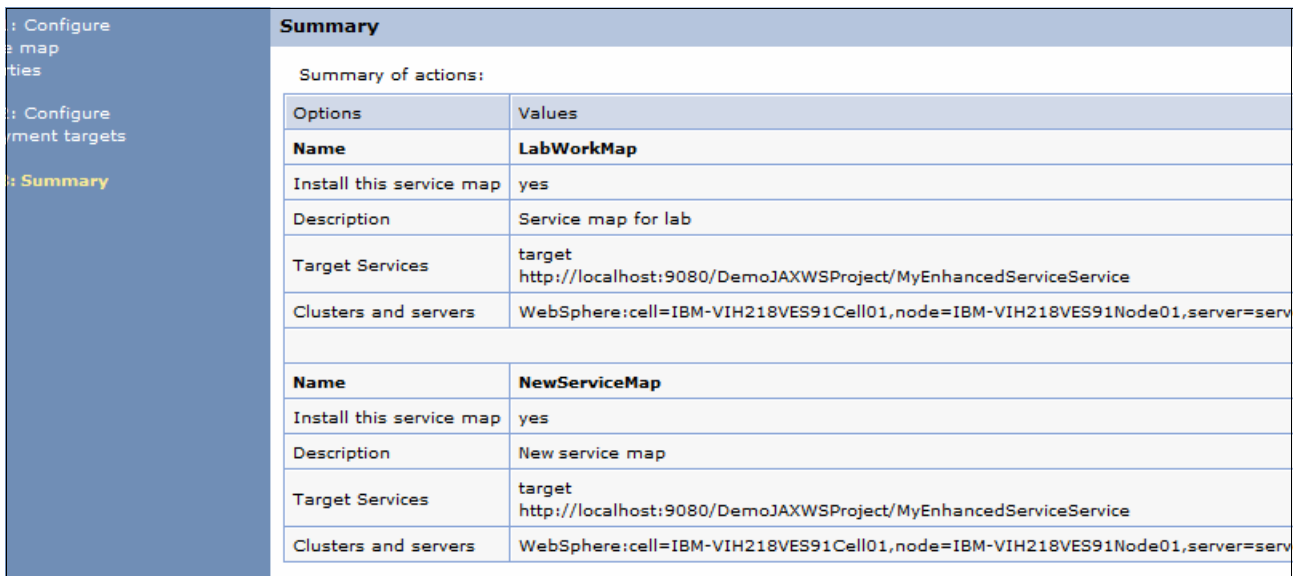 : Configure
e map
rties
: Configure
yment targets
: Summary
Summary
Summary of actions:
Options Values
Name LabWorkMap
Install this service map yes
Description Service map for lab
Target Services target
http://localhost:9080/DemoJAXWSProject/MyEnhancedServiceService
Clusters and servers WebSphere:cell=IBM-VIH218VES91Cell01,node=IBM-VIH218VES91Node01,server=serv
Name NewServiceMap
Install this service map yes
Description New service map
Target Services target
http://localhost:9080/DemoJAXWSProject/MyEnhancedServiceService
Clusters and servers WebSphere:cell=IBM-VIH218VES91Cell01,node=IBM-VIH218VES91Node01,server=serv